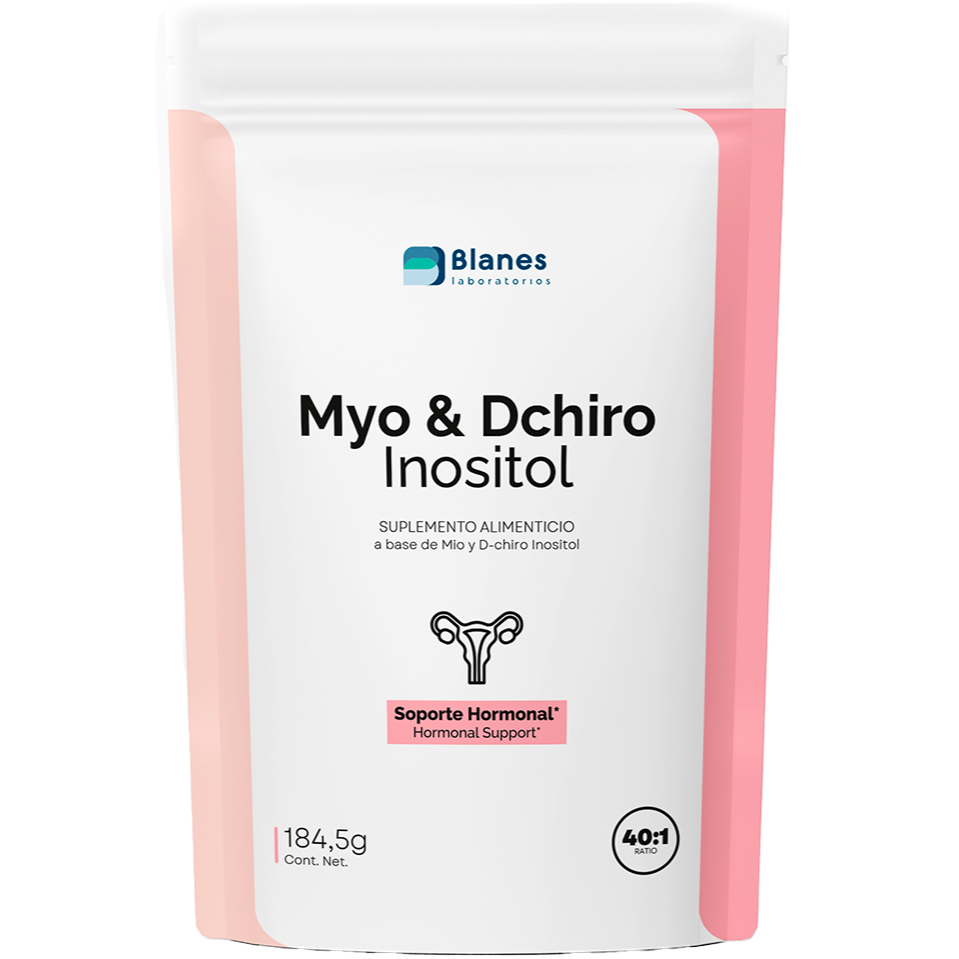 Blanes
laboratorios
Myo & Dchiro
Inositol
SUPLEMENTO ALIMENTICIO
a base de Mio y D-chiro Inositol
Soporte Hormonal*
Hormonal Support*
184,5g
Cont. Net.
40:1
RATIO